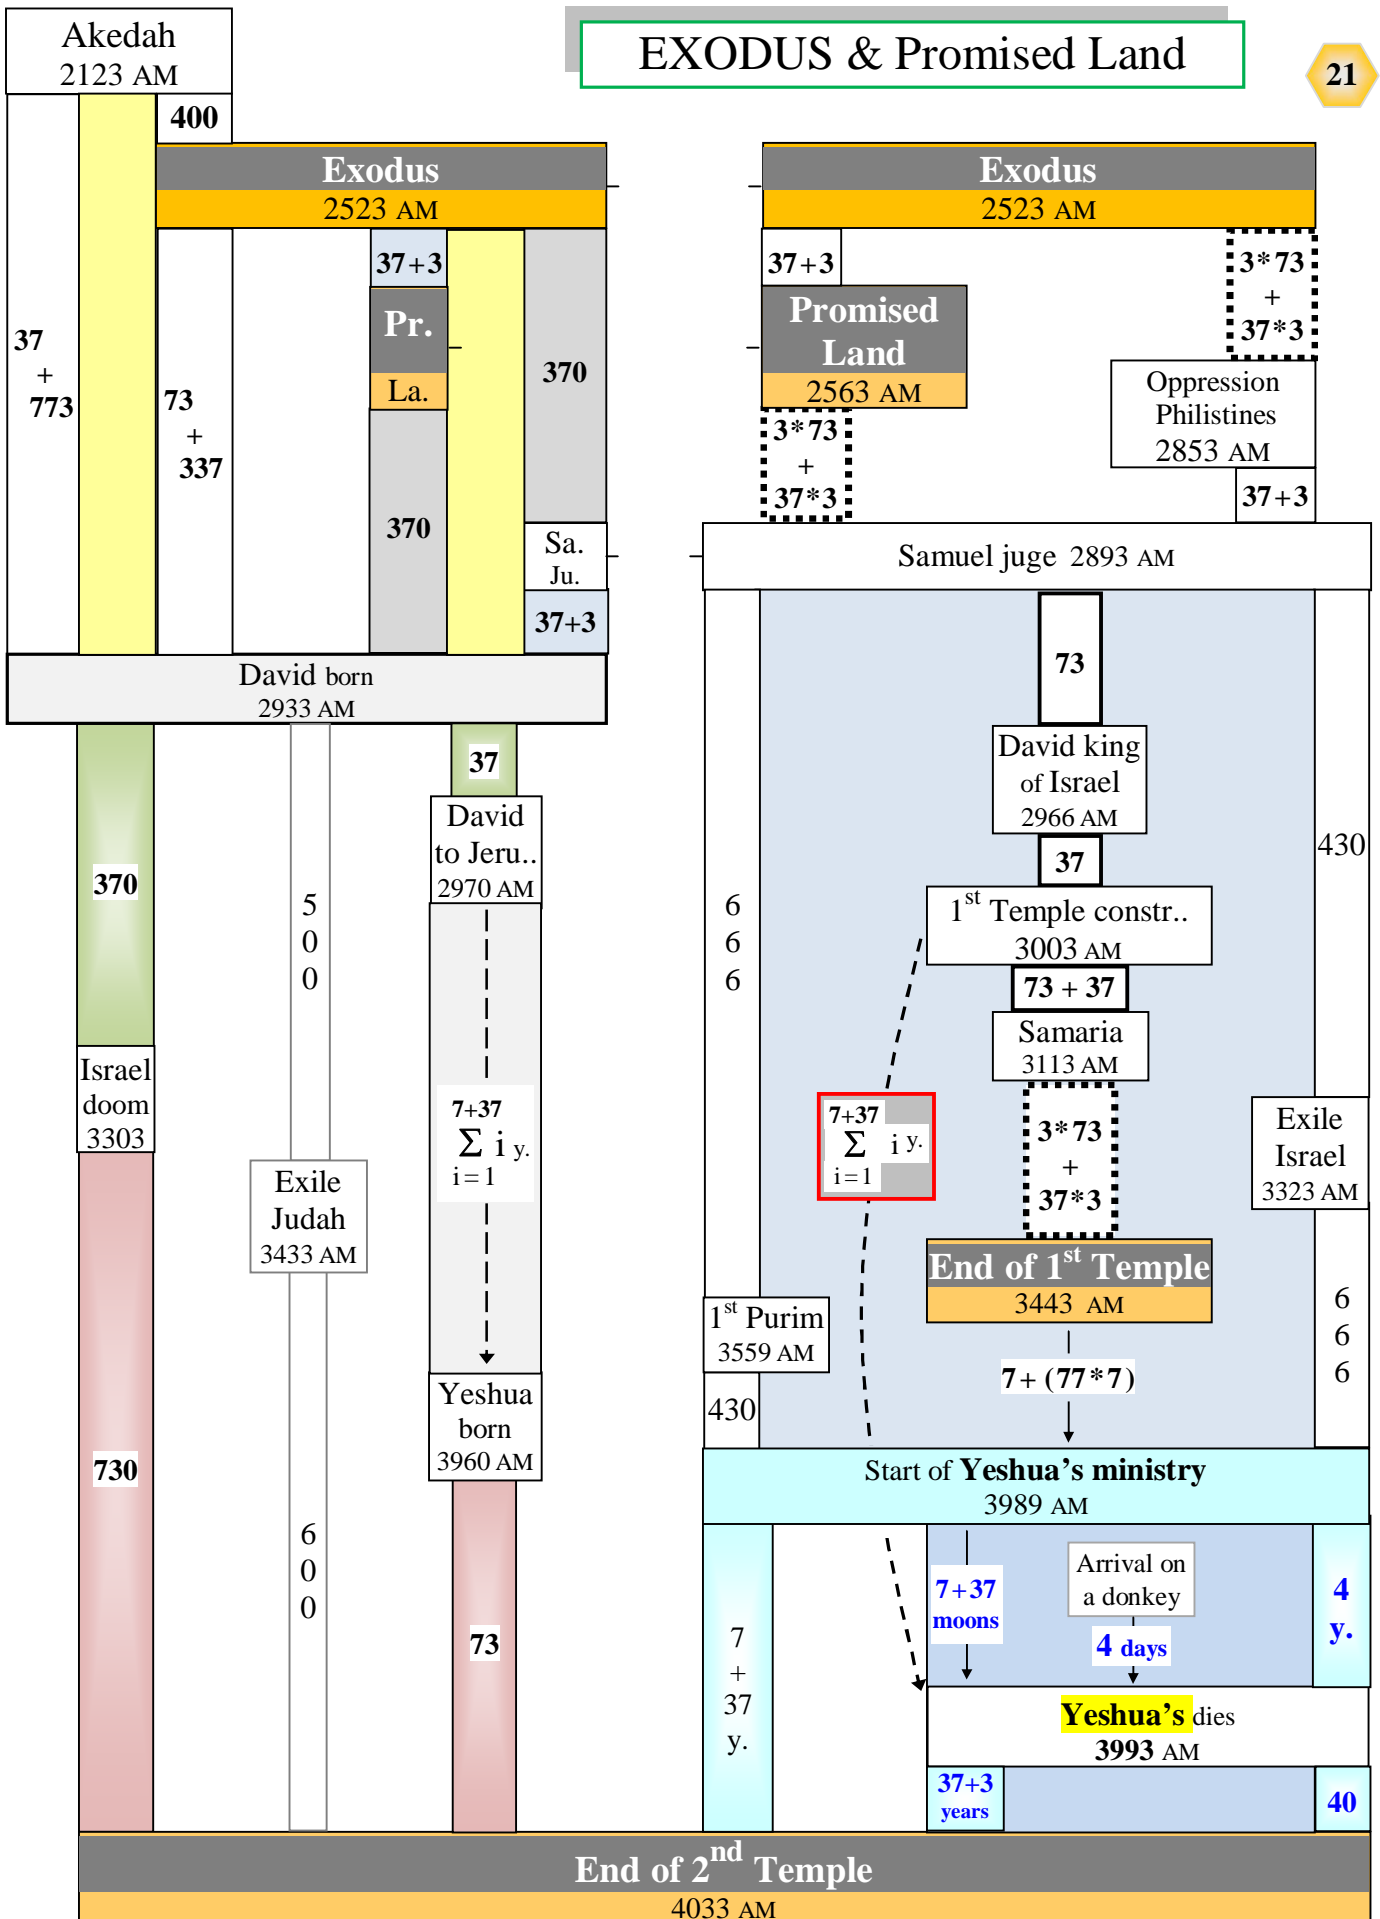 Akedah
2123 AM
EXODUS & Promised Land
21
400
Exodus
2523 AM
Exodus
2523 AM
37
+
773
73
+
337
37+3
Pr.
La.
370
370
Sa.
Ju.
37+3
37+3
Promised
Land
2563 AM
3*73
+
37*3
3*73
+
37*3
Oppression
Philistines
2853 AM
37+3
Samuel juge 2893 AM
David born
2933 AM
370
Israel
doom
3303
730
5
0
0
Exile
Judah
3433 AM
6
0
0
37
David
to Jeru..
2970 AM
7+37
Σ i y.
i = 1
Yeshua
born
3960 AM
73
6
6
6
1st Purim
3559 AM
430
73
David king
of Israel
2966 AM
37
1st Temple constr..
3003 AM
73 + 37
Samaria
3113 AM
7+37
Σ i y.
i = 1
3*73
+
37*3
End of 1st Temple
3443 AM
7 + (77*7)
430
Exile
Israel
3323 AM
6
6
6
Start of Yeshua's ministry
3989 AM
7
+
37
y.
7+37
moons
Arrival on
a donkey
4 days
4
y.
Yeshua's dies
3993 AM
37+3
years
40
End of 2nd Temple
4033 AM